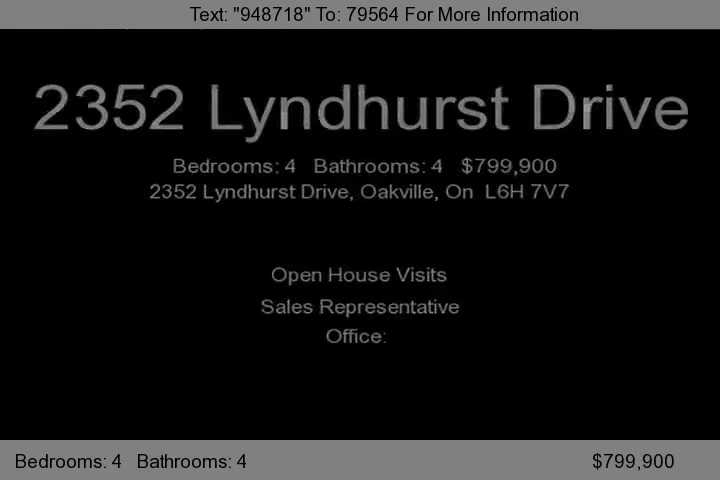 Text: "948718" To: 79564 For More Information
2352 Lyndhurst Drive
Bedrooms: 4 Bathrooms: 4 $799,900
2352 Lyndhurst Drive, Oakville, On L6H 7V7
Open House Visits
Sales Representative
Office:
Bedrooms: 4 Bathrooms: 4 $799,900